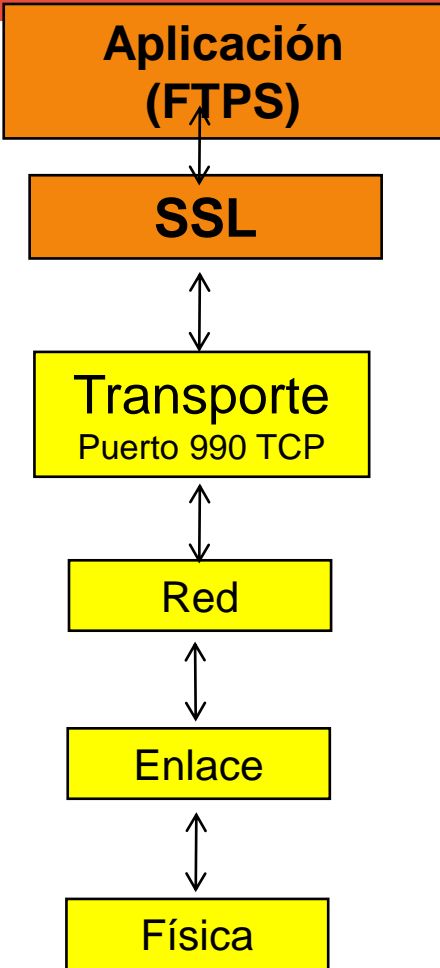 Aplicación
(FTPS)
SSL
Transporte
Puerto 990 TCP
Red
Enlace
Física